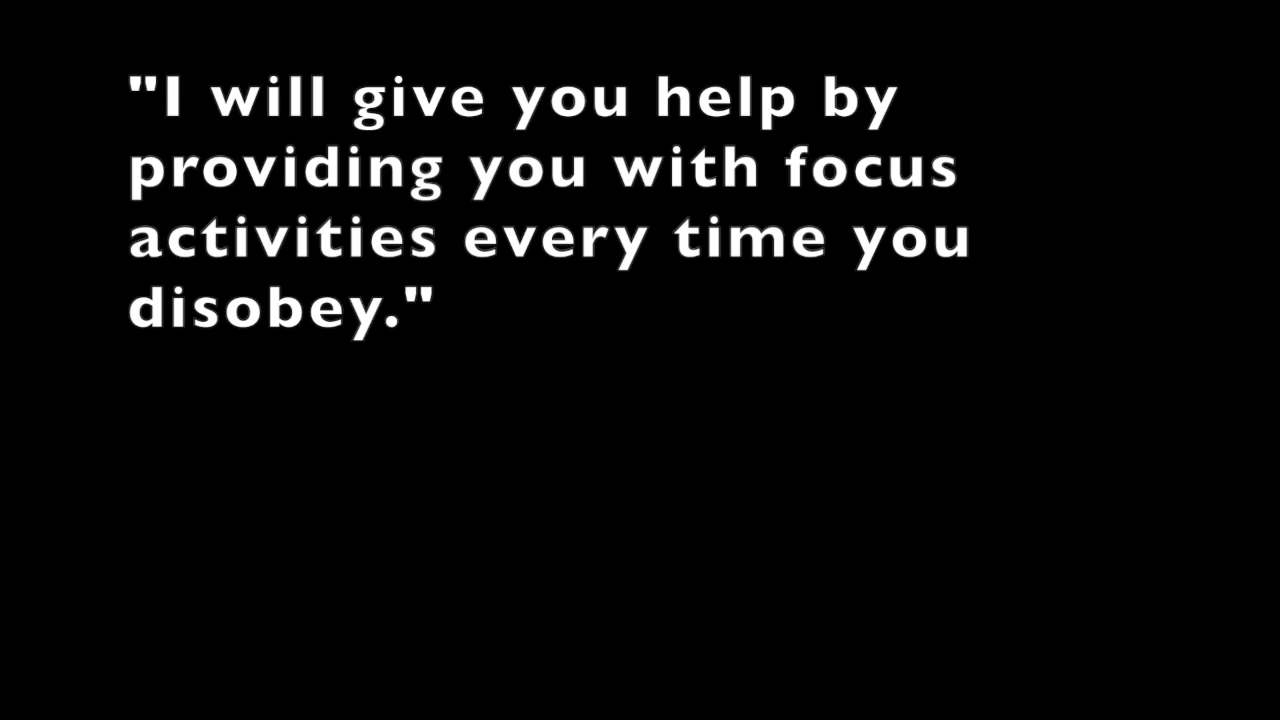 "I will give you help by
providing you with focus
activities every time you
disobey."